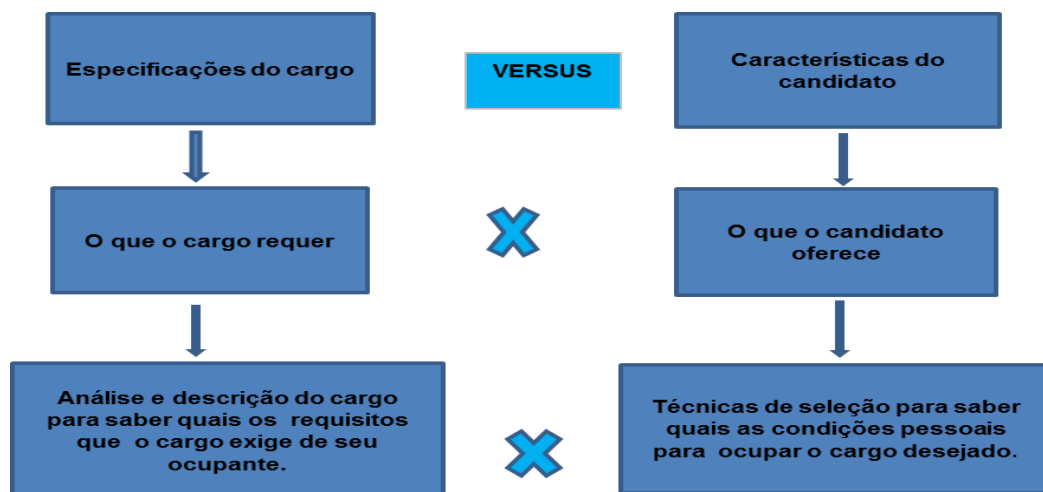 Especificações do cargo
VERSUS
Características do
candidato
O que o cargo requer
O que o candidato
oferece
Análise e descrição do cargo
para saber quais os requisitos
que o cargo exige de seu
ocupante.
Técnicas de seleção para saber
quais as condições pessoais
para ocupar o cargo desejado.